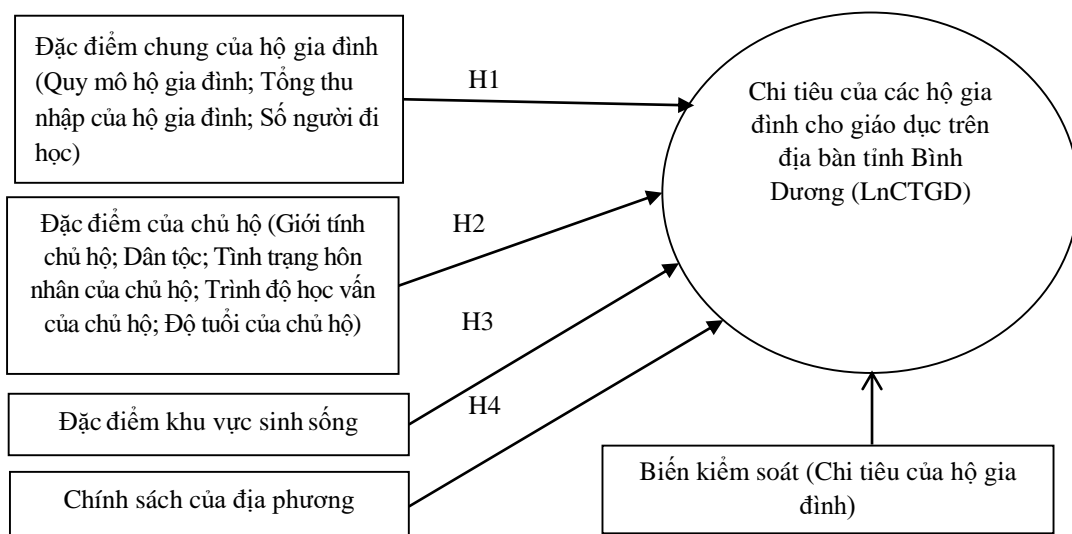 Đặc điểm chung của hộ gia đình
(Quy mô hộ gia đình; Tổng thu
nhập của hộ gia đình; Số người đi
học)
H1
Chi tiêu của các hộ gia
đình cho giáo dục trên
địa bàn tỉnh Bình
Dương (LnCTGD)
Đặc điểm của chủ hộ (Giới tính
chủ hộ; Dân tộc; Tình trạng hôn
nhân của chủ hộ; Trình độ học vấn
của chủ hộ; Độ tuổi của chủ hộ)
H2
H3
Đặc điểm khu vực sinh sống
H4
Chính sách của địa phương
Biến kiểm soát (Chi tiêu của hộ gia
đình)